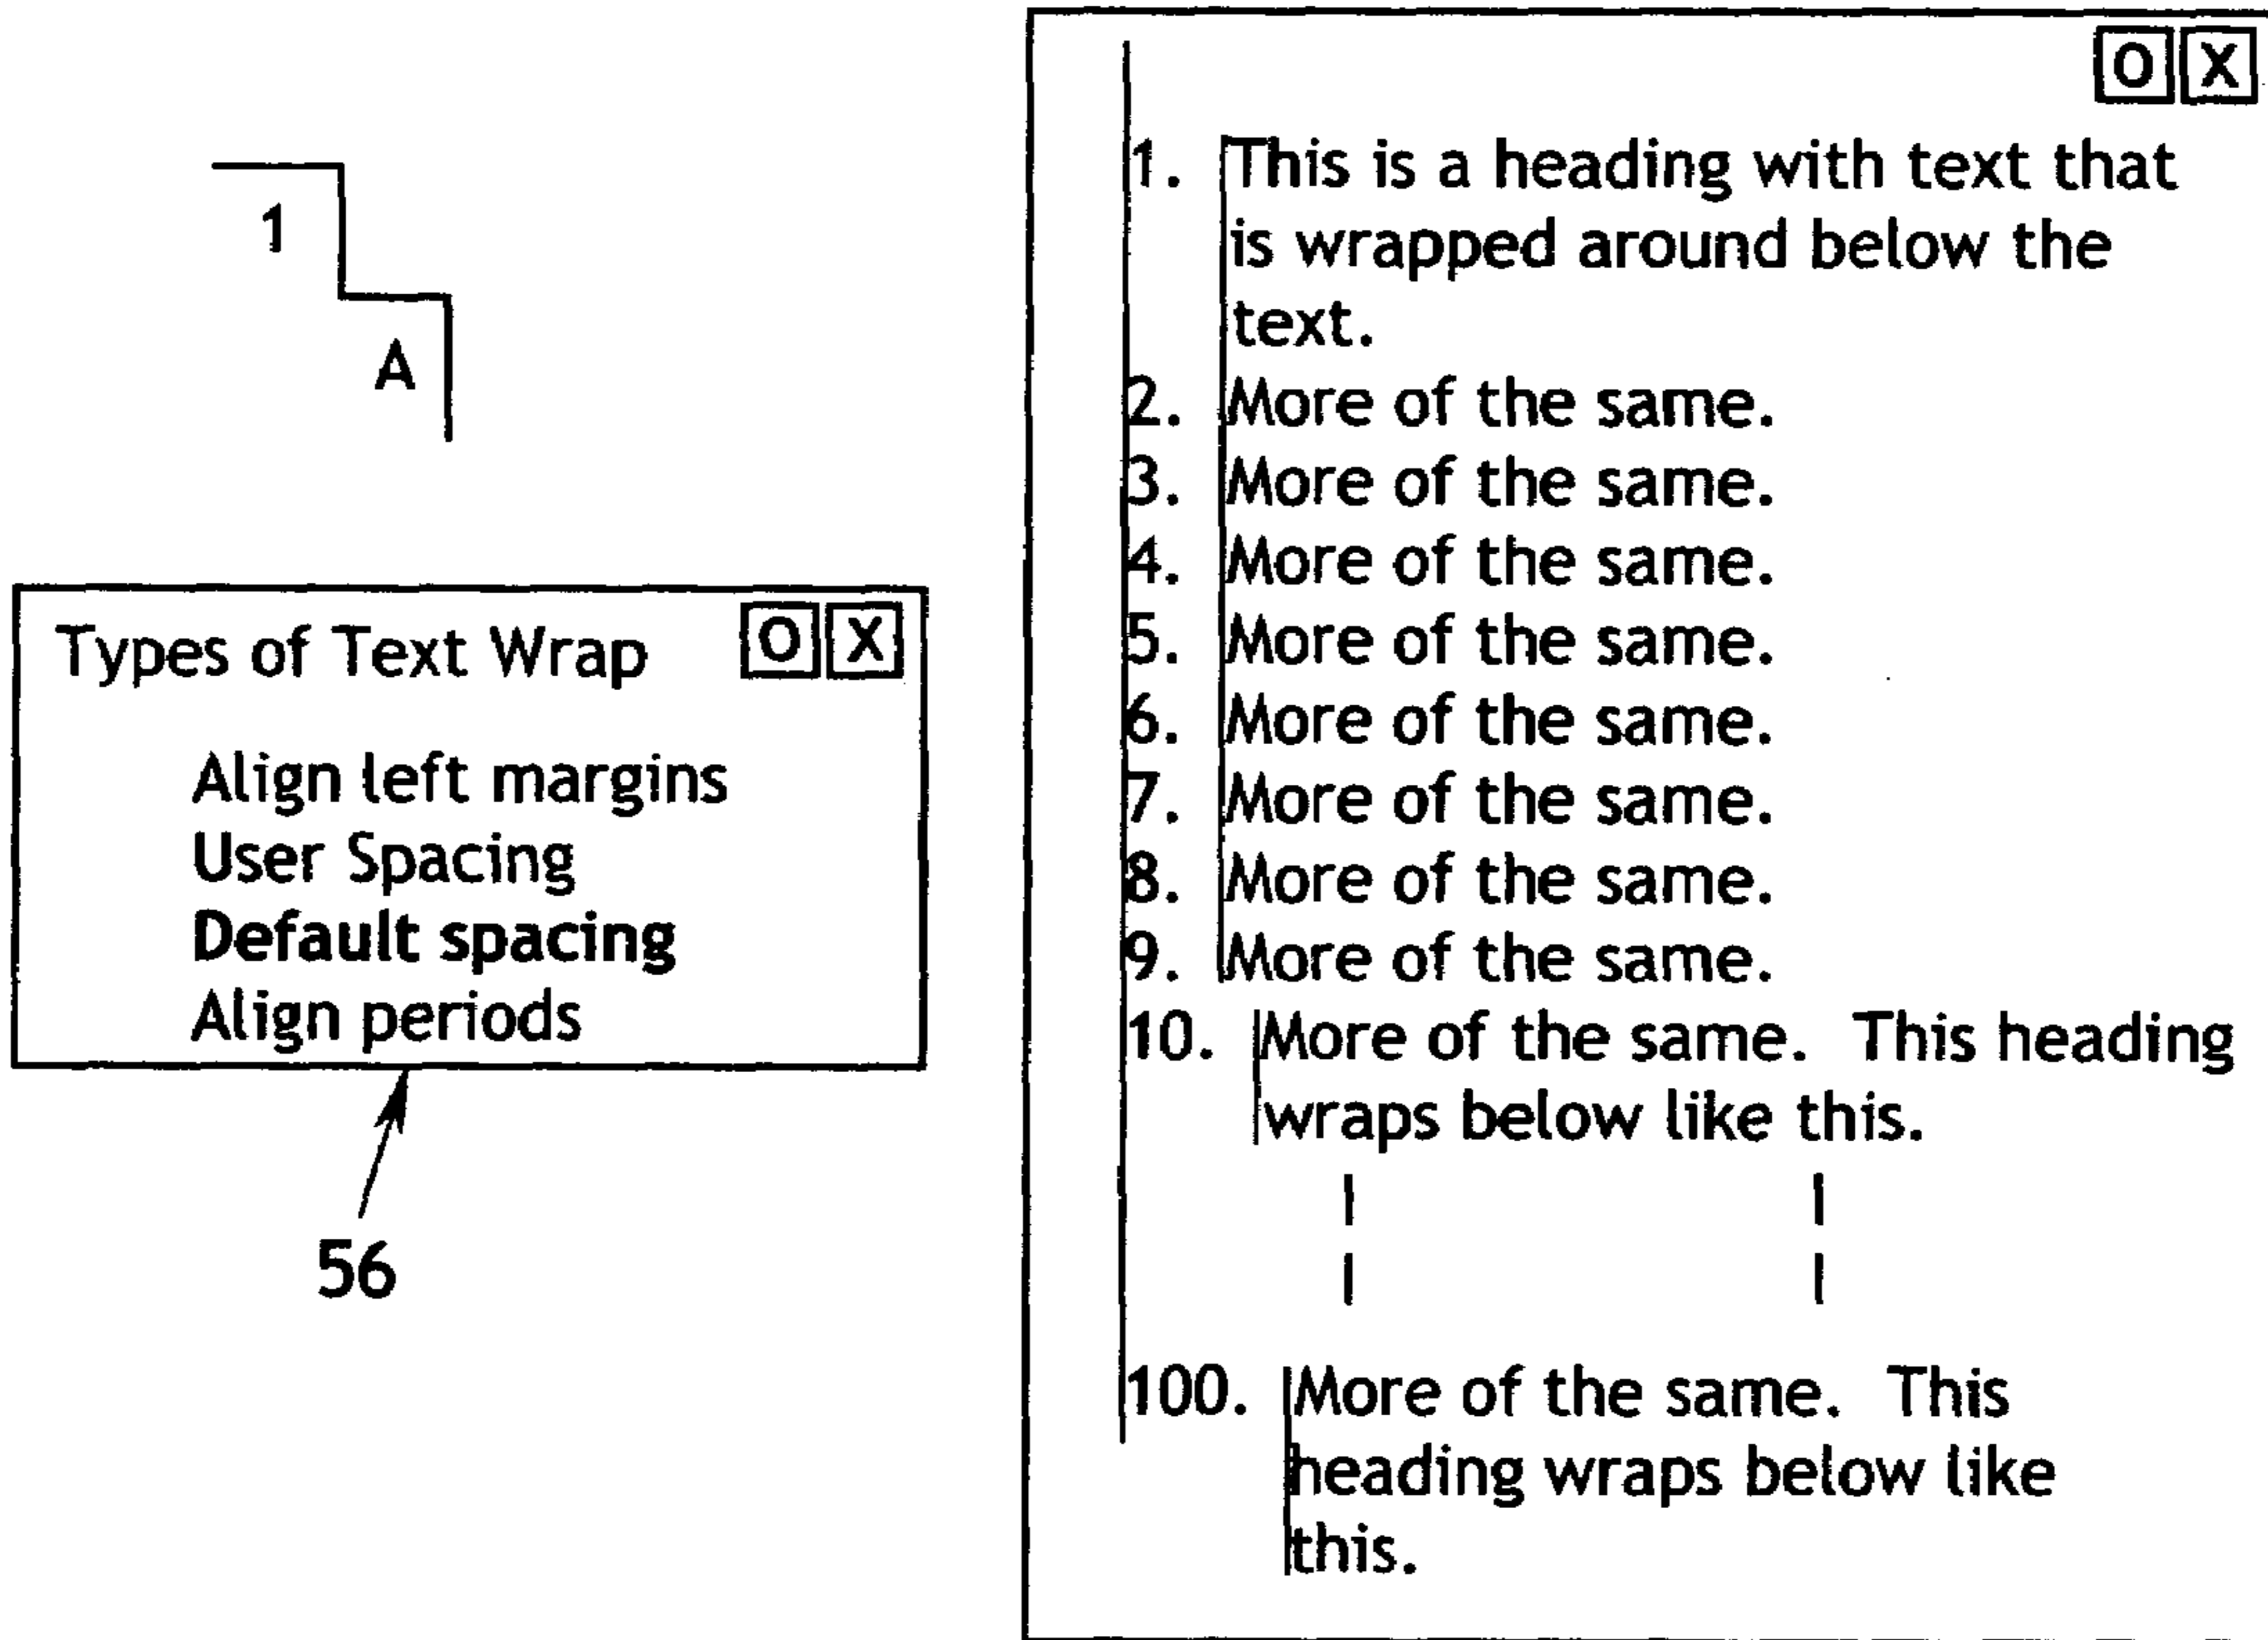 1
A
Types of Text Wrap O X
Align left margins
User Spacing
Default spacing
Align periods
56
O X
1. This is a heading with text that
is wrapped around below the
text.
2. More of the same.
3. More of the same.
4. More of the same.
5. More of the same.
6. More of the same.
7. More of the same.
8. More of the same.
9. More of the same.
10. More of the same. This heading
wraps below like this.
100. More of the same. This
heading wraps below like
this.